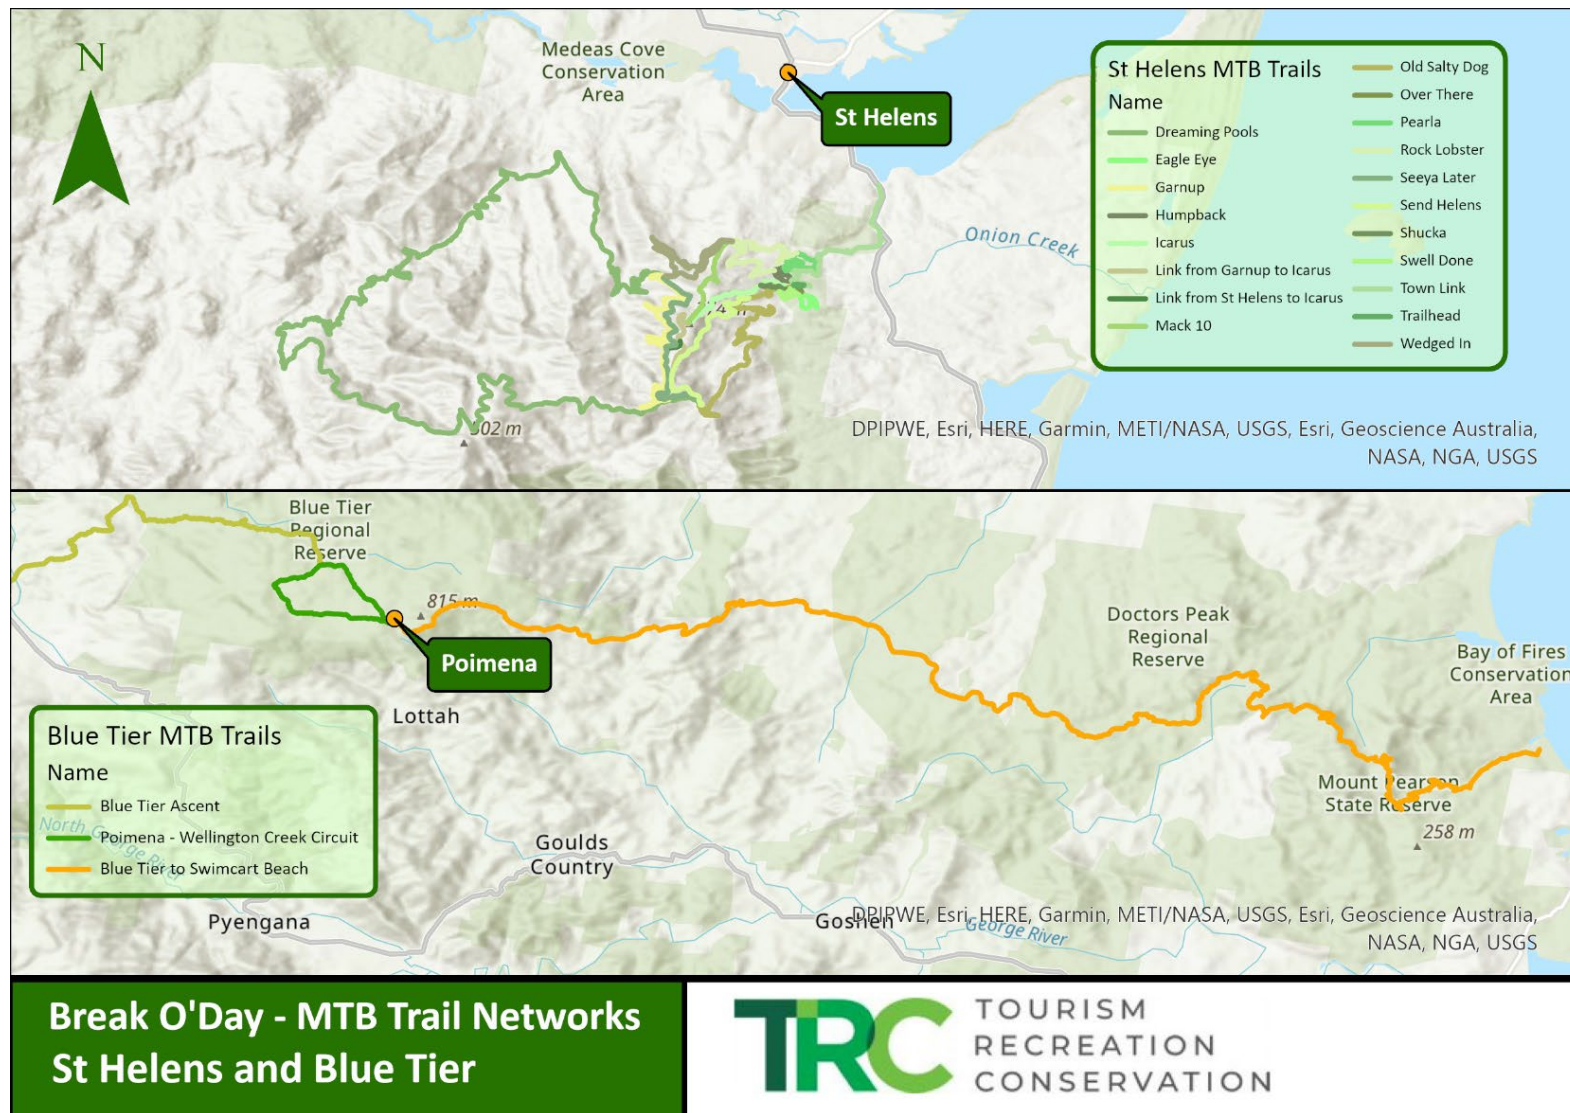 N
Medeas Cove
Conservation
Area
St Helens
Onion Creek
502 m
St Helens MTB Trails
Name
Dreaming Pools
Eagle Eye
Garnup
Humpback
Icarus
Link from Garnup to Icarus
Link from St Helens to Icarus
Mack 10
Old Salty Dog
Over There
Pearla
Rock Lobster
Seeya Later
Send Helens
Shucka
Swell Done
Town Link
Trailhead
Wedged In
DPIPWE, Esri, HERE, Garmin, METI/NASA, USGS, Esri, Geoscience Australia,
NASA, NGA, USGS
Blue Tier
Regional
Reserve
815 m
Poimena
Lottah
Doctors Peak
Regional
Reserve
Bay of Fires
Conservation
Area
Mount Pearson
State Reserve
258 m
Blue Tier MTB Trails
Name
Blue Tier Ascent
Poimena - Wellington Creek Circuit
Blue Tier to Swimcart Beach
North George River
Goulds
Country
Pyengana
Goshen
George River
DPIPWE, Esri, HERE, Garmin, METI/NASA, USGS, Esri, Geoscience Australia,
NASA, NGA, USGS
Break O'Day - MTB Trail Networks
St Helens and Blue Tier
TRC
TOURISM
RECREATION
CONSERVATION